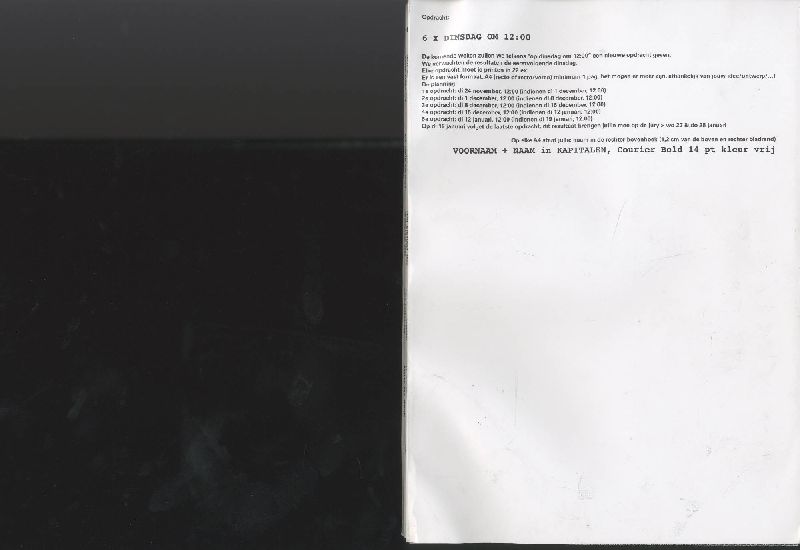 Opdracht:
6 X DINSDAG OM 12:00
De komende weken zullen we telkens "op dinsdag om 12:00" een nieuwe opdracht geven.
We verwachten de resultaten de eerstvolgende dinsdag.
Elke opdracht moet je printen in 22 ex.
Er is een vast formaat, A4 (recto of recto/verso) minimum 1 pag. het mogen er meer zijn, afhankelijk van jouw idee/ontwerp/...!
De planning:
1e opdracht: di 24 november, 12:00 (indienen di 1 december, 12:00)
2e opdracht: di 1 december, 12:00 (indienen di 8 december, 12:00)
3e opdracht: di 8 december, 12:00 (indienen di 15 december, 12:00)
4e opdracht: di 15 december, 12:00 (indienen di 12 januari, 12:00)
5e opdracht: di 12 januari, 12:00 (indienen di 19 januari, 12:00)
Op di 19 januari volgt de laatste opdracht, dit resultaat brengen jullie mee op de jury > wo 27 & do 28 januari
Op elke A4 staat jullie naam in de rechter bovenhoek (1,2 cm van de boven en rechter bladrand)
VOORNAAM + NAAM in KAPITALEN, Courier Bold 14 pt kleur vrij